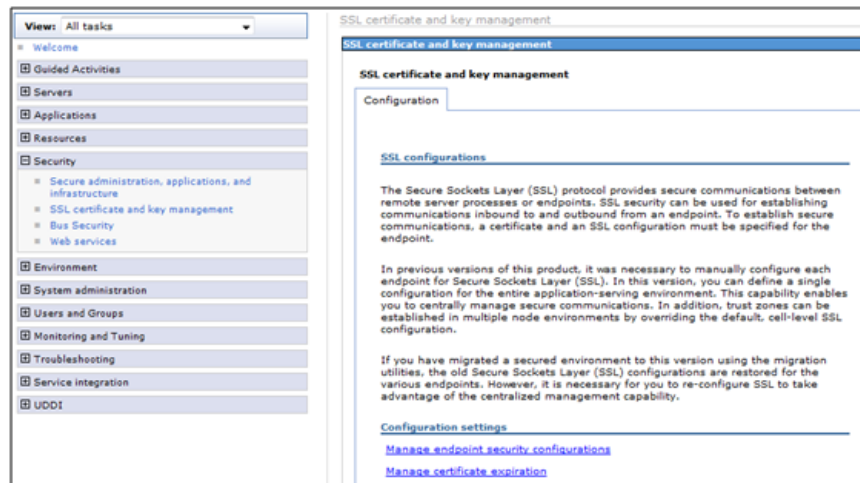 View: All tasks
Welcome
Guided Activities
Servers
Applications
Resources
Security
Secure administration, applications, and
infrastructure
SSL certificate and key management
Bus Security
Web services
Environment
System administration
Users and Groups
Monitoring and Tuning
Troubleshooting
Service integration
UDDI
SSL certificate and key management
SSL certificate and key management
SSL certificate and key management
Configuration
SSL configurations
The Secure Sockets Layer (SSL) protocol provides secure communications between
remote server processes or endpoints. SSL security can be used for establishing
communications inbound to and outbound from an endpoint. To establish secure
communications, a certificate and an SSL configuration must be specified for the
endpoint.
In previous versions of this product, it was necessary to manually configure each
endpoint for Secure Sockets Layer (SSL). In this version, you can define a single
configuration for the entire application-serving environment. This capability enables
you to centrally manage secure communications. In addition, trust zones can be
established in multiple node environments by overriding the default, cell-level SSL
configuration.
If you have migrated a secured environment to this version using the migration
utilities, the old Secure Sockets Layer (SSL) configurations are restored for the
various endpoints. However, it is necessary for you to re-configure SSL to take
advantage of the centralized management capability.
Configuration settings
Manage endpoint security configurations
Manage certificate expiration